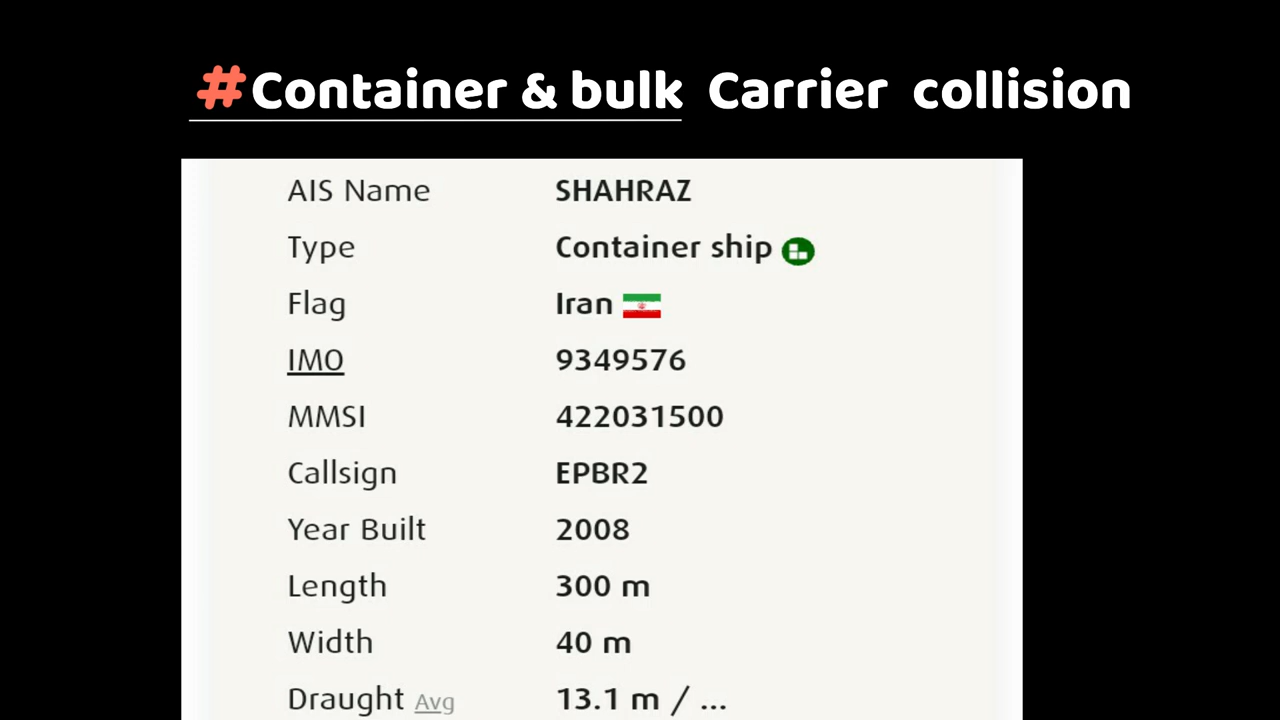 #Container & bulk Carrier collision
AIS Name SHAHRAZ
Type Container ship
Flag Iran
IMO 9349576
MMSI 422031500
Callsign EPBR2
Year Built 2008
Length 300 m
Width 40 m
Draught Avg 13.1 m / ...